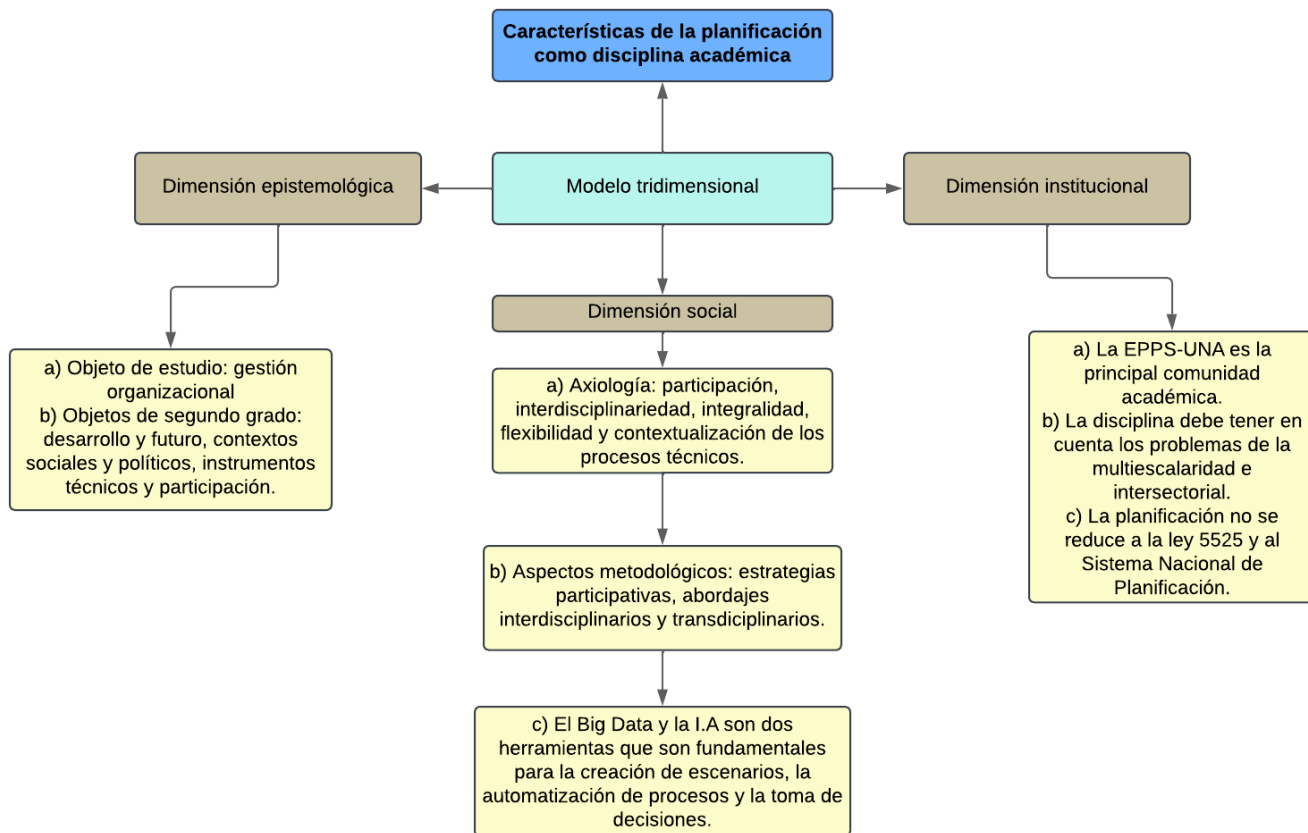 Características de la planificación
como disciplina académica
Dimensión epistemológica
Modelo tridimensional
Dimensión institucional
Dimensión social
a) Objeto de estudio: gestión
organizacional
b) Objetos de segundo grado:
desarrollo y futuro, contextos
sociales y políticos, instrumentos
técnicos y participación.
a) Axiología: participación,
interdisciplinariedad, integralidad,
flexibilidad y contextualización de los
procesos técnicos.
b) Aspectos metodológicos: estrategias
participativas, abordajes
interdisciplinarios y transdiciplinarios.
c) El Big Data y la I.A son dos
herramientas que son fundamentales
para la creación de escenarios, la
automatización de procesos y la toma de
decisiones.
a) La EPPS-UNA es la
principal comunidad
académica.
b) La disciplina debe tener en
cuenta los problemas de la
multiescalaridad e
intersectorial.
c) La planificación no se
reduce a la ley 5525 y al
Sistema Nacional de
Planificación.